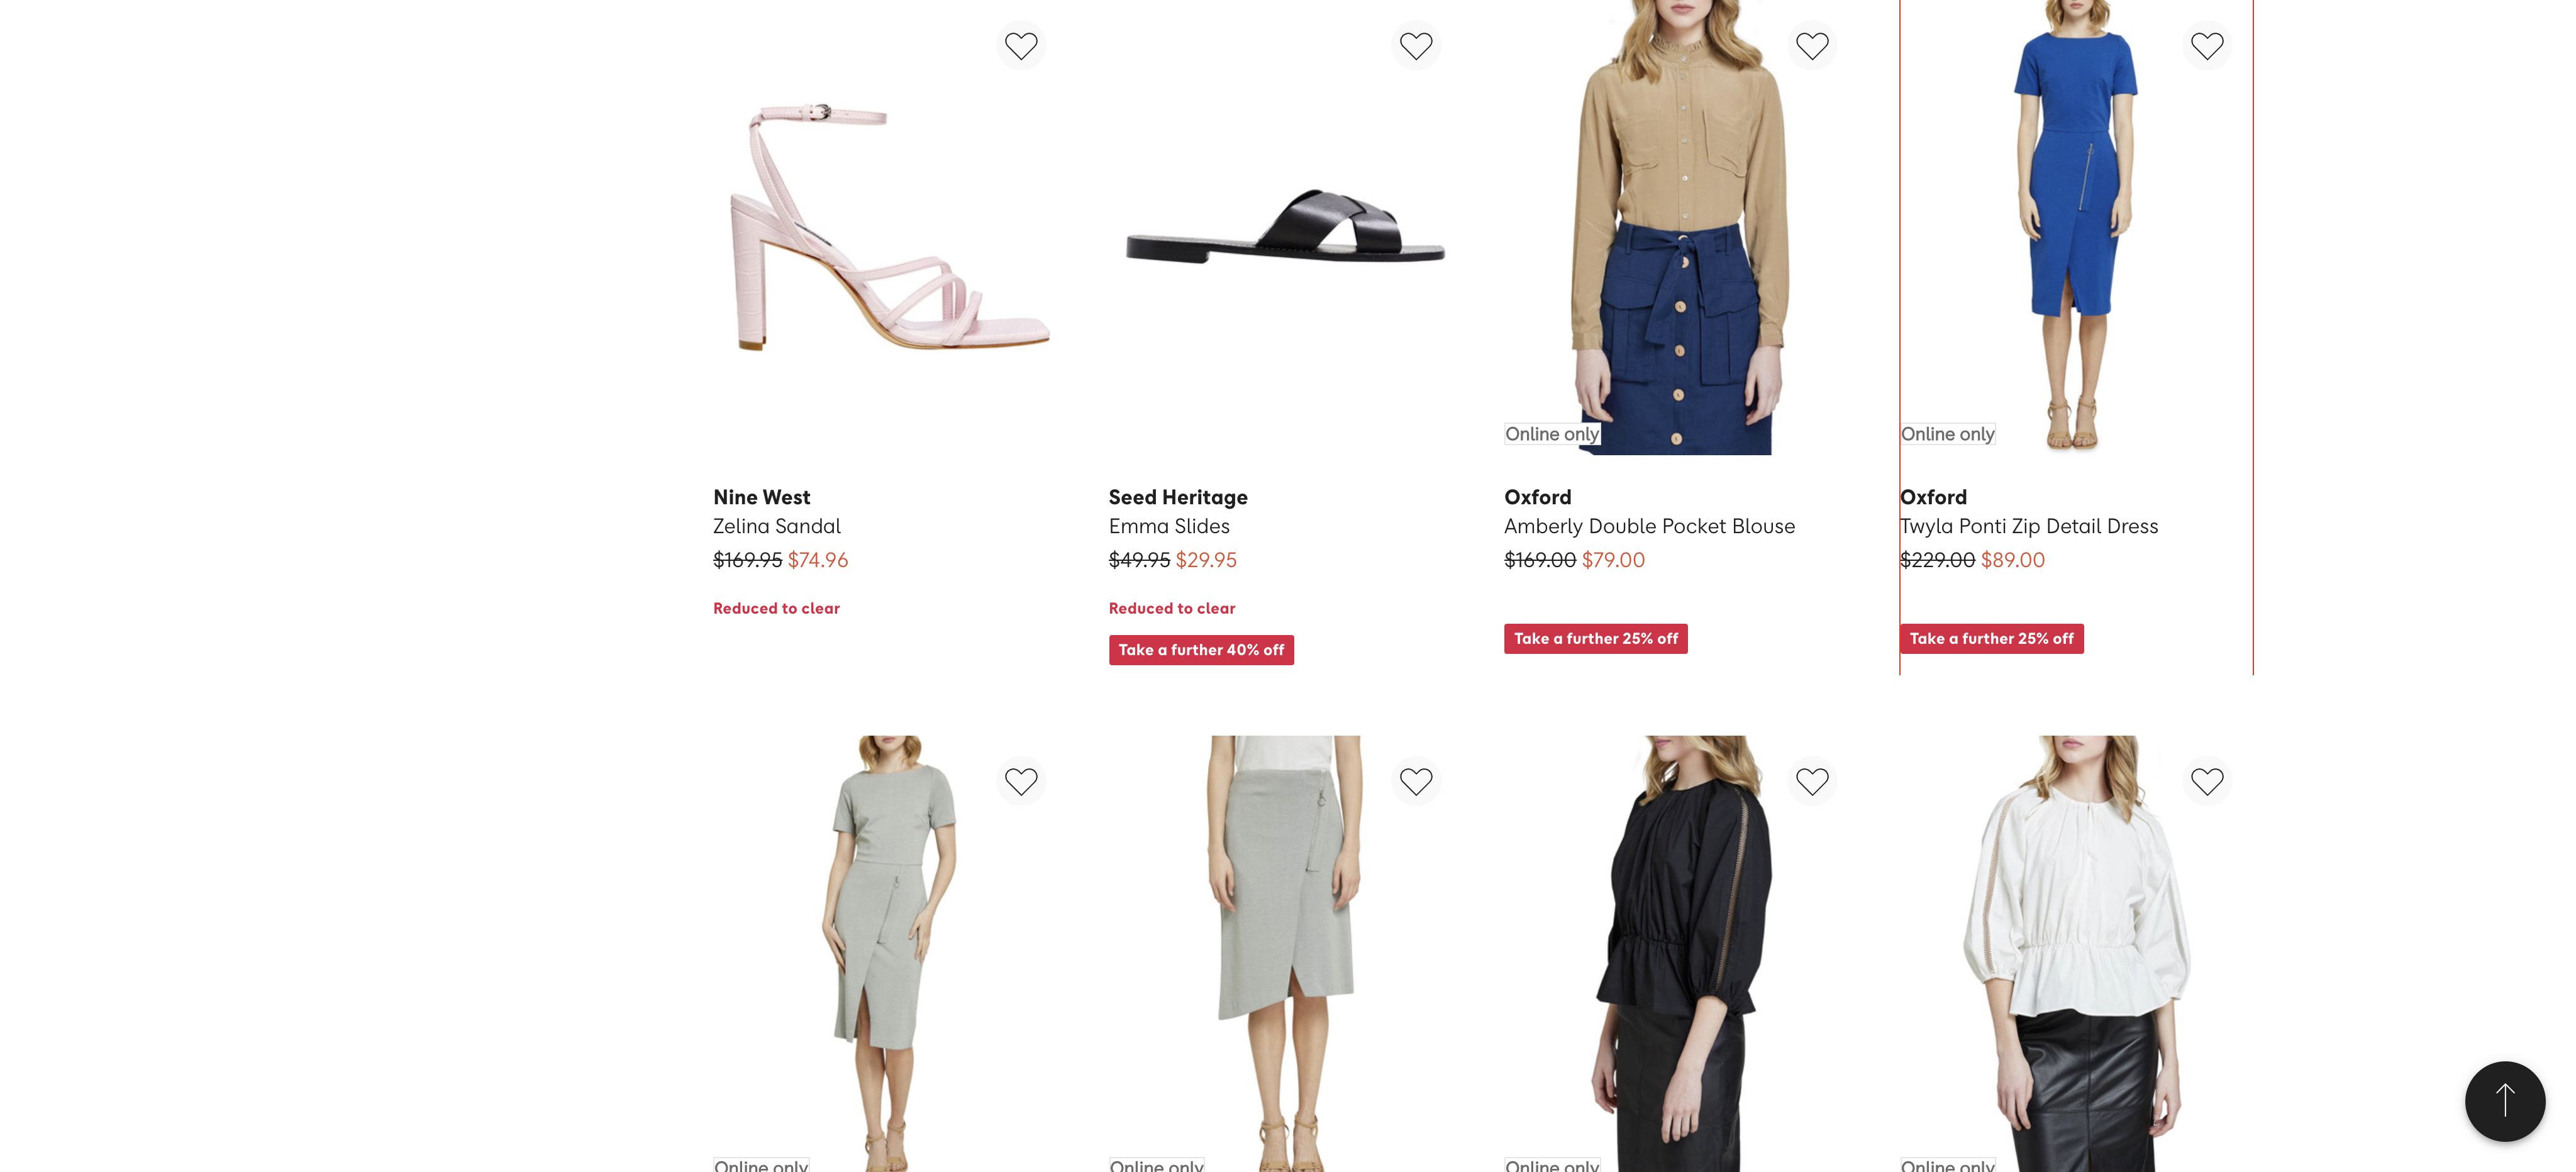 Online only
Online only
Nine West
Zelina Sandal
$169.95 $74.96
Reduced to clear
Seed Heritage
Emma Slides
$49.95 $29.95
Reduced to clear
Take a further 40% off
Oxford
Amberly Double Pocket Blouse
$169.00 $79.00
Take a further 25% off
Oxford
Twyla Ponti Zip Detail Dress
$229.00 $89.00
Take a further 25% off
Online only
Online only
Online only
Online only